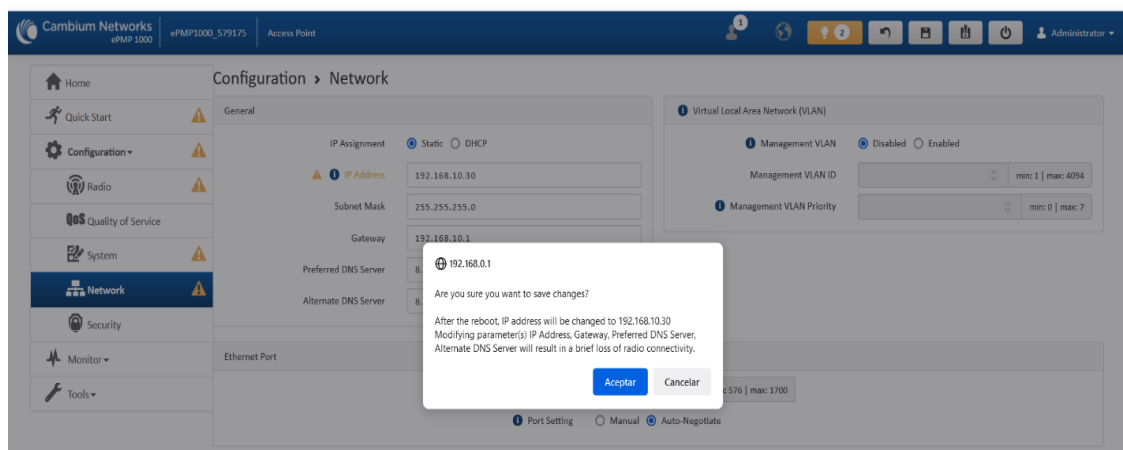 Cambium Networks
ePMP 1000
ePMP1000_579175
Access Point
1
2
Administrator
Home
Quick Start
Configuration
Radio
QoS Quality of Service
System
Network
Security
Monitor
Tools
Configuration › Network
General
IP Assignment Static DHCP
IP Address 192.168.10.30
Subnet Mask 255.255.255.0
Gateway 192.168.10.1
Preferred DNS Server 8.
Alternate DNS Server 8.
Virtual Local Area Network (VLAN)
Management VLAN Disabled Enabled
Management VLAN ID min: 1 | max: 4094
Management VLAN Priority min: 0 | max: 7
192.168.0.1
Are you sure you want to save changes?
After the reboot, IP address will be changed to 192.168.10.30
Modifying parameter(s) IP Address, Gateway, Preferred DNS Server,
Alternate DNS Server will result in a brief loss of radio connectivity.
Aceptar Cancelar
Ethernet Port
576 | max: 1700
Port Setting Manual Auto-Negotiate